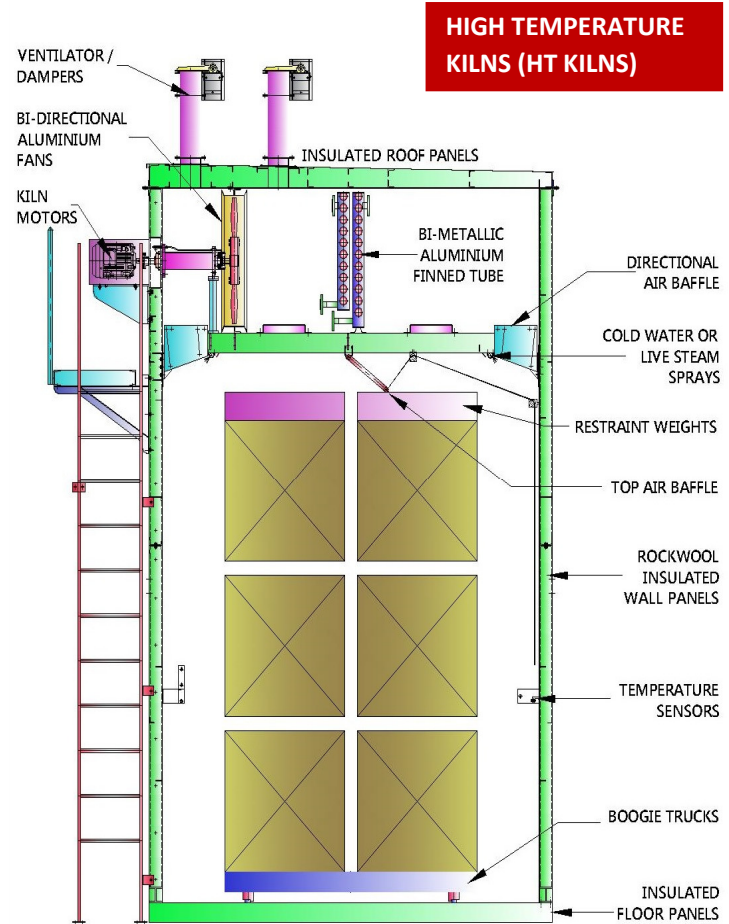 HIGH TEMPERATURE
KILNS (HT KILNS)
VENTILATOR /
DAMPERS
BI-DIRECTIONAL
ALUMINIUM
FANS
INSULATED ROOF PANELS
KILN
MOTORS
BI-METALLIC
ALUMINIUM
FINNED TUBE
DIRECTIONAL
AIR BAFFLE
COLD WATER OR
LIVE STEAM
SPRAYS
RESTRAINT WEIGHTS
TOP AIR BAFFLE
ROCKWOOL
INSULATED
WALL PANELS
TEMPERATURE
SENSORS
BOOGIE TRUCKS
INSULATED
FLOOR PANELS